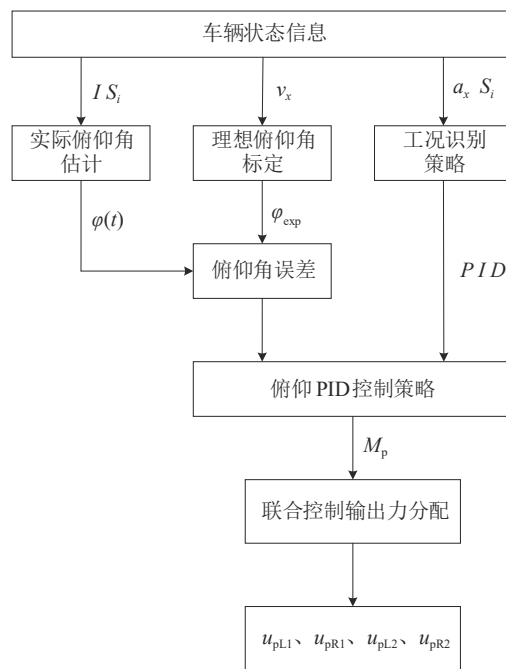 车辆状态信息
I S_i
v_x
a_x S_i
实际俯仰角
估计
理想俯仰角
标定
工况识别
策略
φ(t)
φ_exp
俯仰角误差
P I D
俯仰PID控制策略
M_p
联合控制输出力分配
u_pL1、u_pR1、u_pL2、u_pR2